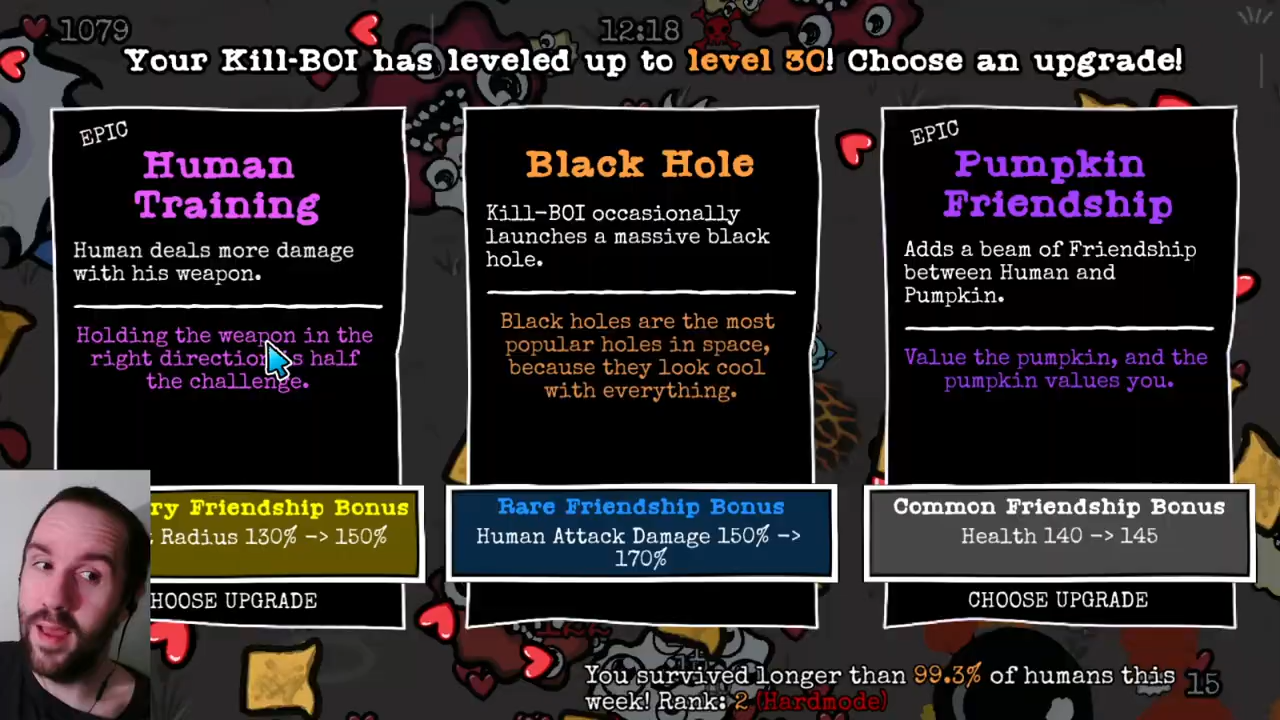 1079
12:18
Your Kill-BOI has leveled up to level 30! Choose an upgrade!
EPIC
Human
Training
Human deals more damage
with his weapon.
Holding the weapon in the
right direction is half
the challenge.
ry Friendship Bonus
Radius 130% -> 150%
HOOSE UPGRADE
Black Hole
Kill-BOI occasionally
launches a massive black
hole.
Black holes are the most
popular holes in space,
because they look cool
with everything.
Rare Friendship Bonus
Human Attack Damage 150% ->
170%
EPIC
Pumpkin
Friendship
Adds a beam of Friendship
between Human and
Pumpkin.
Value the pumpkin, and the
pumpkin values you.
Common Friendship Bonus
Health 140 -> 145
CHOOSE UPGRADE
You survived longer than 99.3% of humans this
week! Rank: 2 (Hardmode)
15